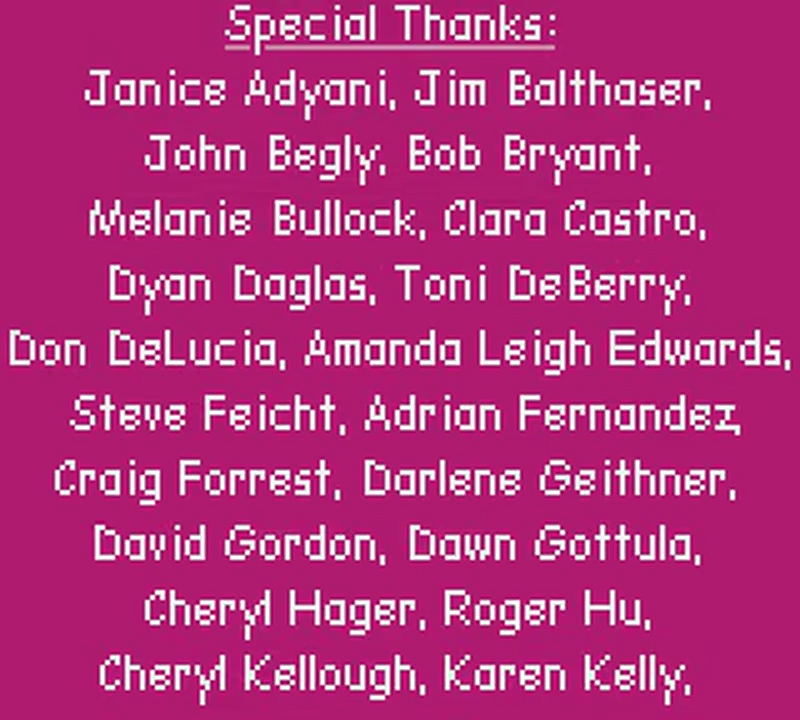 Special Thanks:
Janice Adyani, Jim Balthaser,
John Begly, Bob Bryant,
Melanie Bullock, Clara Castro,
Dyan Daglas, Toni DeBerry,
Don DeLucia, Amanda Leigh Edwards,
Steve Feicht, Adrian Fernandez,
Craig Forrest, Darlene Geithner,
David Gordon, Dawn Gottula,
Cheryl Hager, Roger Hu,
Cheryl Kellough, Karen Kelly,